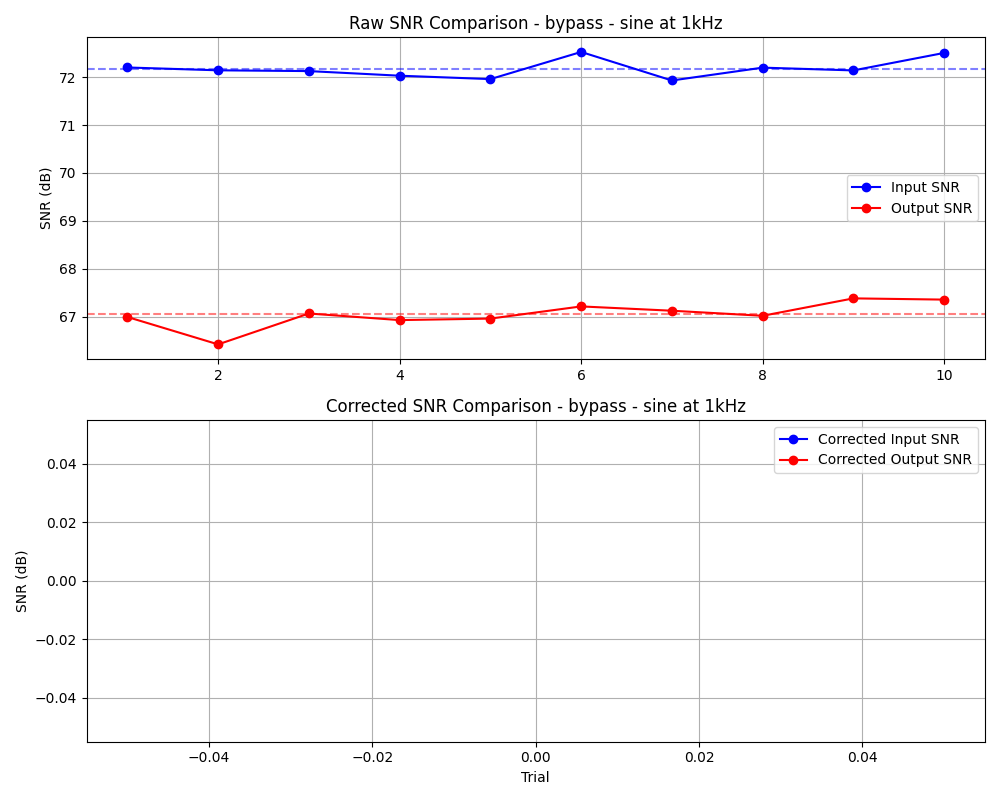 Raw SNR Comparison - bypass - sine at 1kHz
72
71
70
69
68
67
SNR (dB)
Input SNR
Output SNR
2 4 6 8 10
Corrected SNR Comparison - bypass - sine at 1kHz
0.04
0.02
0.00
−0.02
−0.04
SNR (dB)
Corrected Input SNR
Corrected Output SNR
−0.04 −0.02 0.00 0.02 0.04
Trial